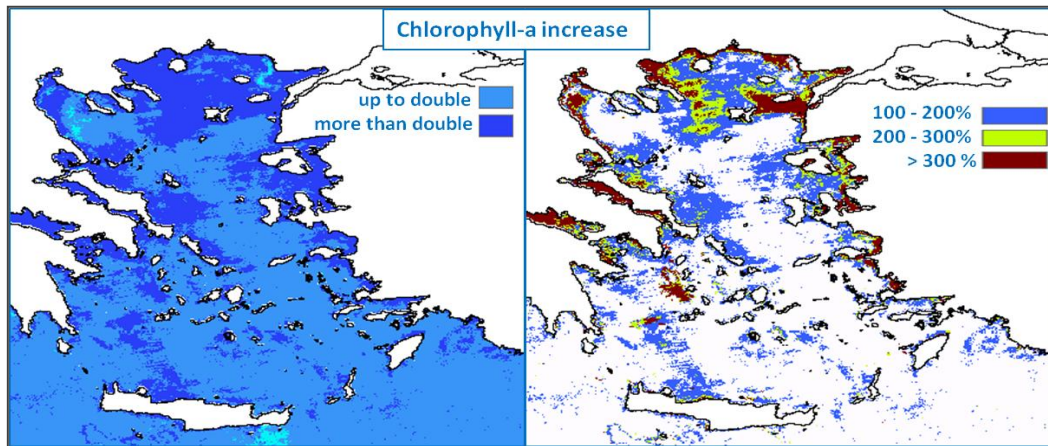 Chlorophyll-a increase
up to double
more than double
100 - 200%
200 - 300%
> 300 %